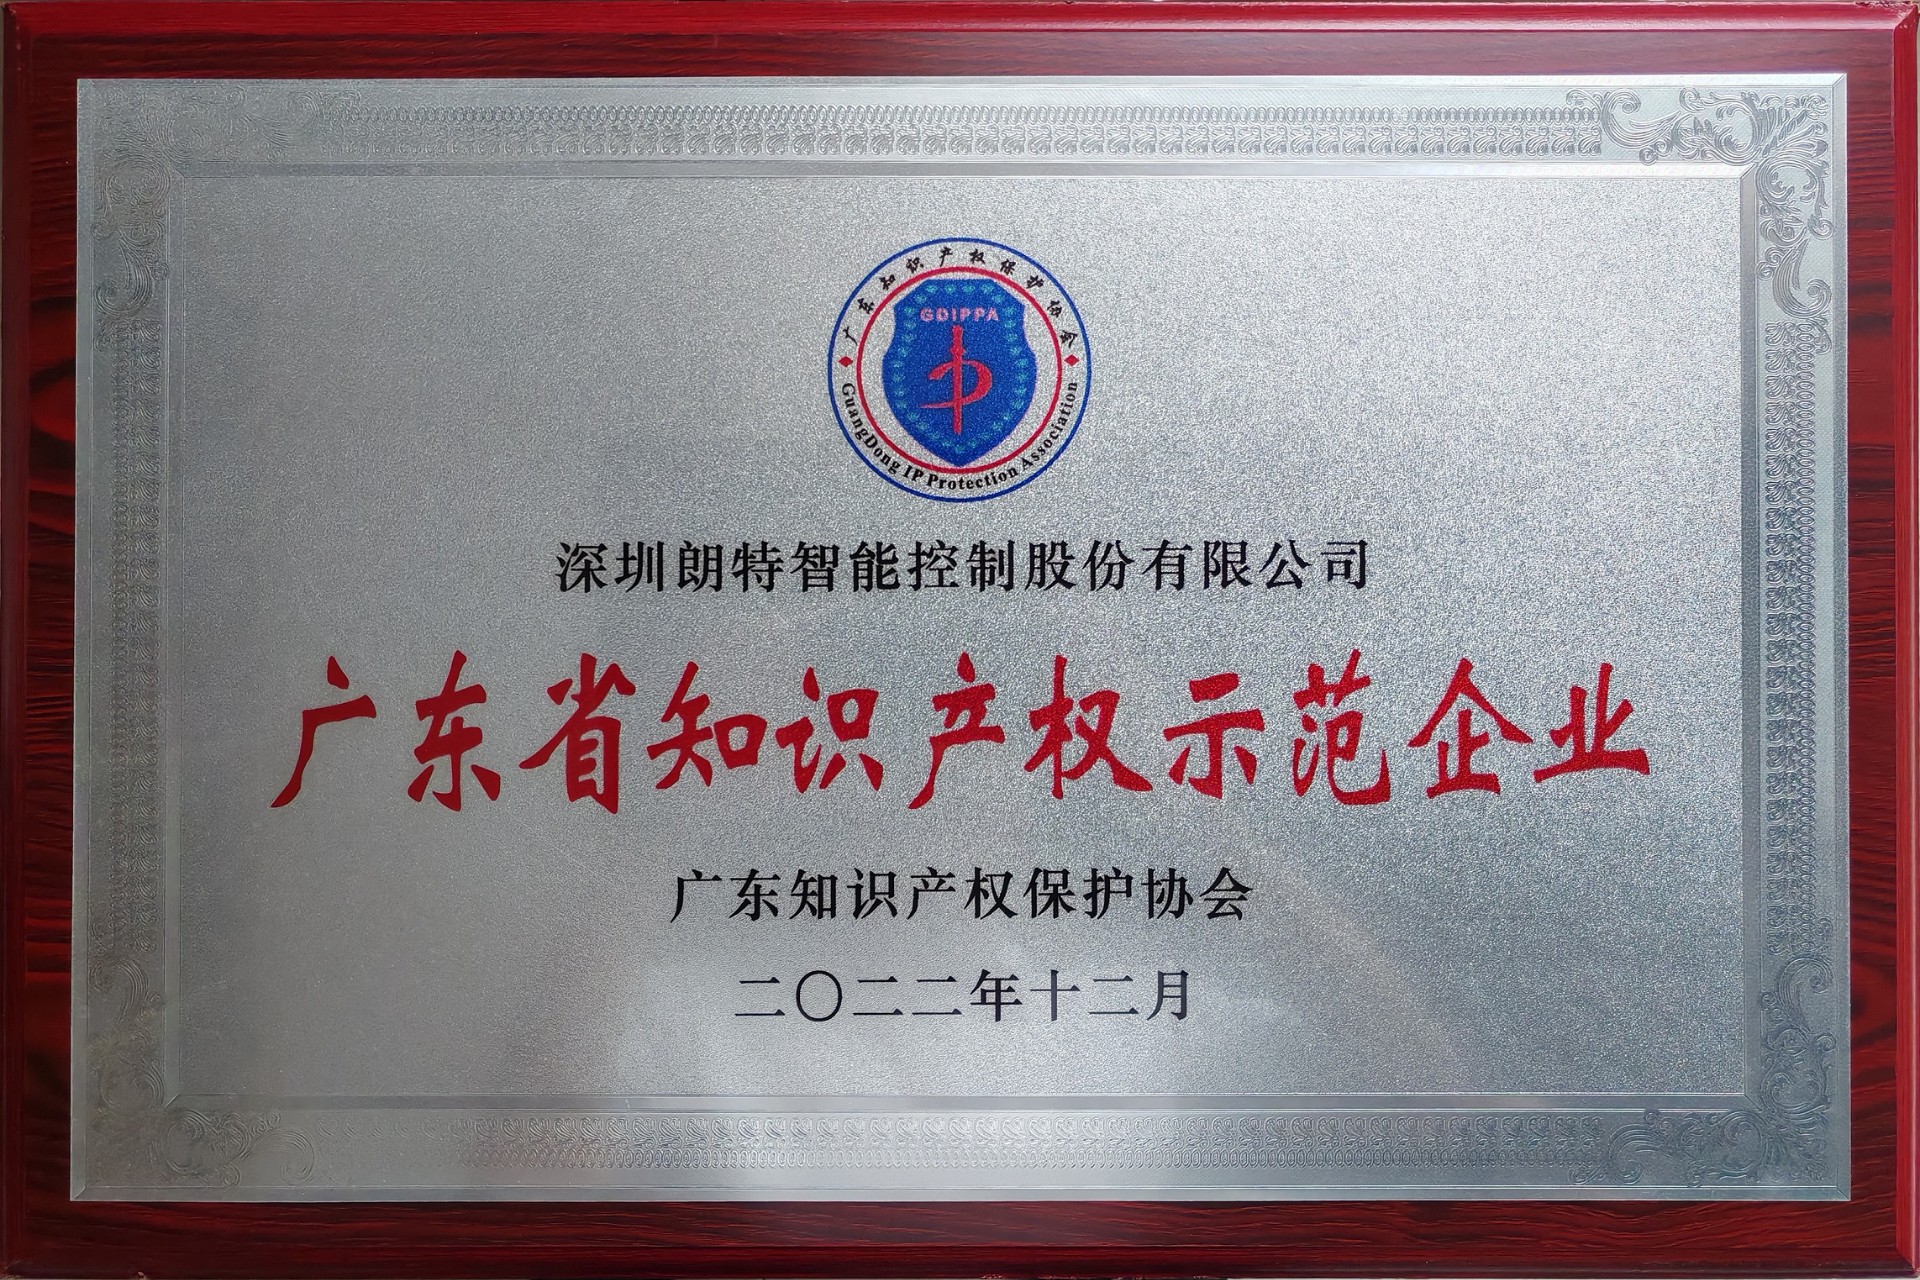 广东知识产权保护协会
GDIPPA
GuangDong IP Protection Association
深圳朗特智能控制股份有限公司
广东省知识产权示范企业
广东知识产权保护协会
二〇二二年十二月